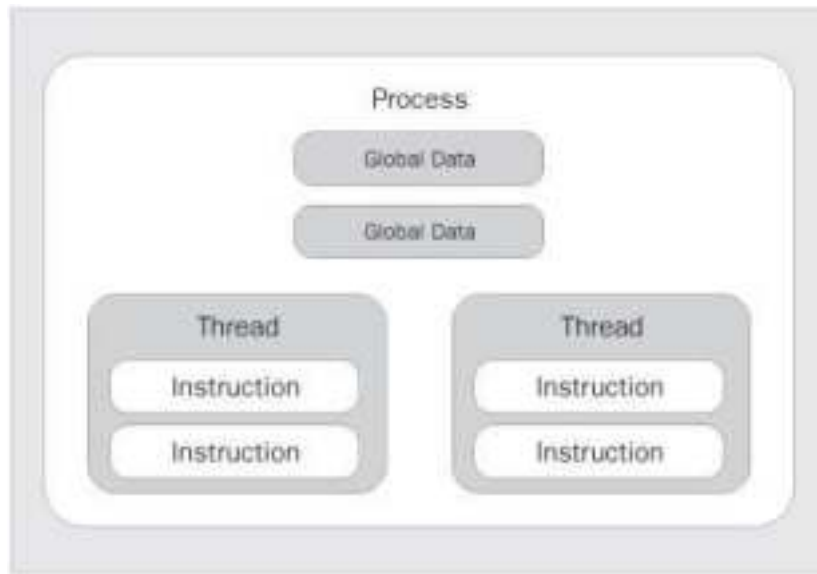 Process
Global Data
Global Data
Thread
Instruction
Instruction
Thread
Instruction
Instruction